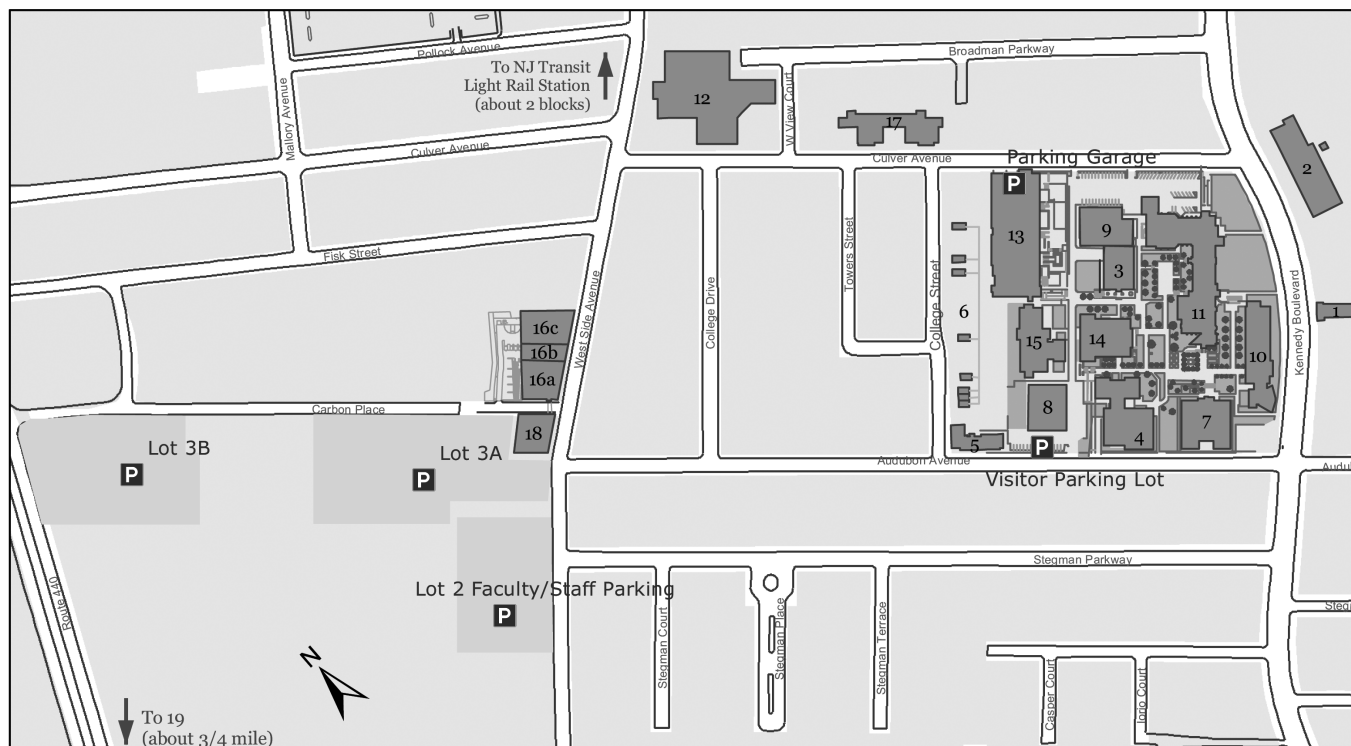 Pollock Avenue
Broadman Parkway
To NJ Transit
Light Rail Station
(about 2 blocks)
Mallory Avenue
W View Court
12
17
Culver Avenue
Culver Avenue
Parking Garage
P
2
Fisk Street
Towers Street
College Street
College Drive
West Side Avenue
Kennedy Boulevard
13
9
3
6
11
1
16c
16b
16a
15
14
10
Carbon Place
18
8
7
4
5
P
Audubon Avenue
Visitor Parking Lot
Lot 3B
P
Lot 3A
P
Stegman Parkway
Lot 2 Faculty/Staff Parking
P
Route 440
Stegman Court
Stegman Place
Stegman Terrace
Casper Court
Iorio Court
N
To 19
(about 3/4 mile)